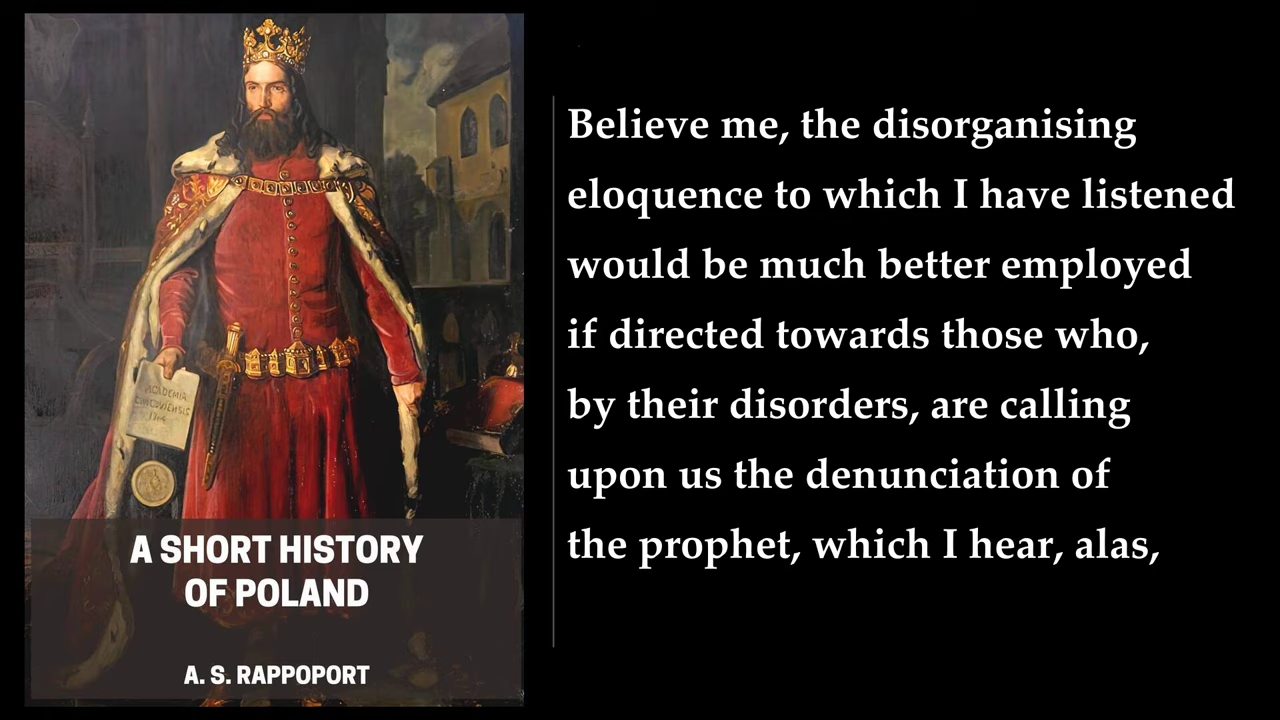 ACADEMIA
A SHORT HISTORY
OF POLAND
A. S. RAPPOPORT
Believe me, the disorganising
eloquence to which I have listened
would be much better employed
if directed towards those who,
by their disorders, are calling
upon us the denunciation of
the prophet, which I hear, alas,